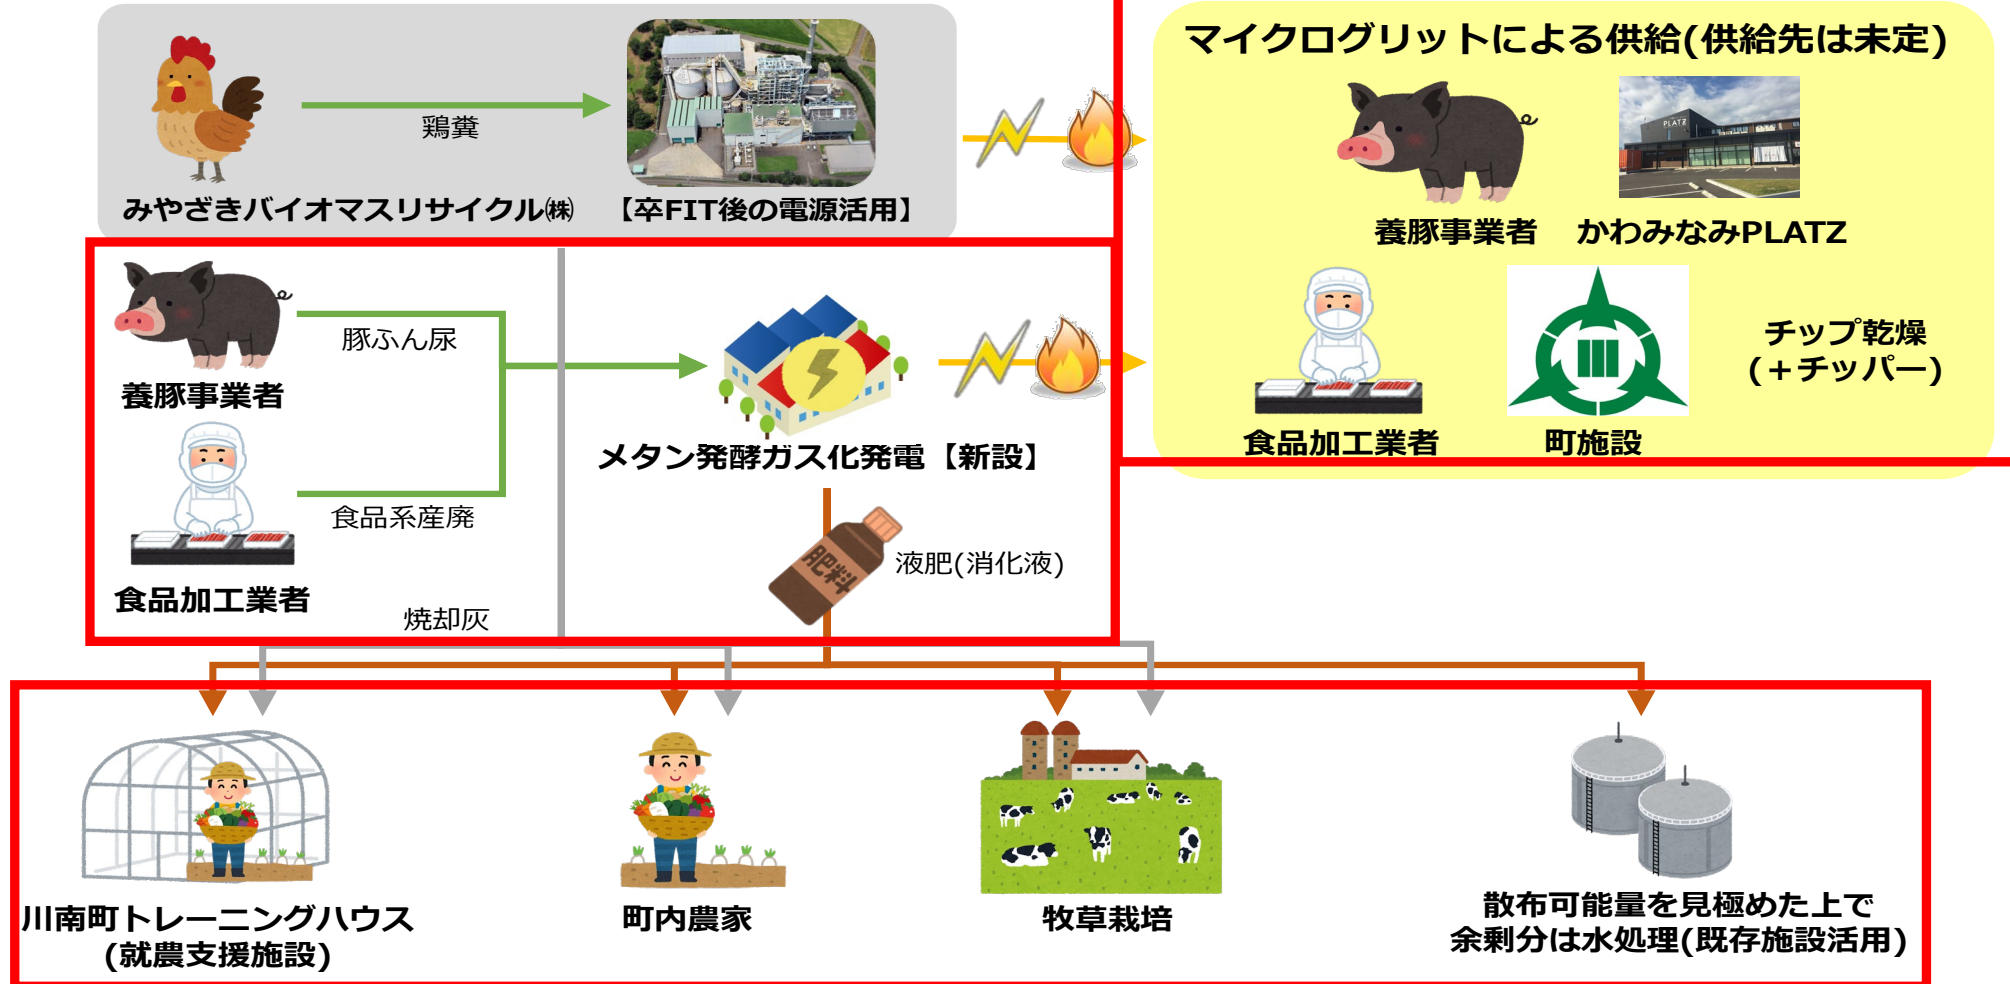 マイクログリットによる供給(供給先は未定)
鶏糞
みやざきバイオマスリサイクル㈱
【卒FIT後の電源活用】
PLATZ
養豚事業者
かわみなみPLATZ
豚ふん尿
養豚事業者
食品系産廃
食品加工業者
メタン発酵ガス化発電【新設】
チップ乾燥
(+チッパー)
食品加工業者
町施設
肥料
液肥(消化液)
焼却灰
川南町トレーニングハウス
(就農支援施設)
町内農家
牧草栽培
散布可能量を見極めた上で
余剰分は水処理(既存施設活用)